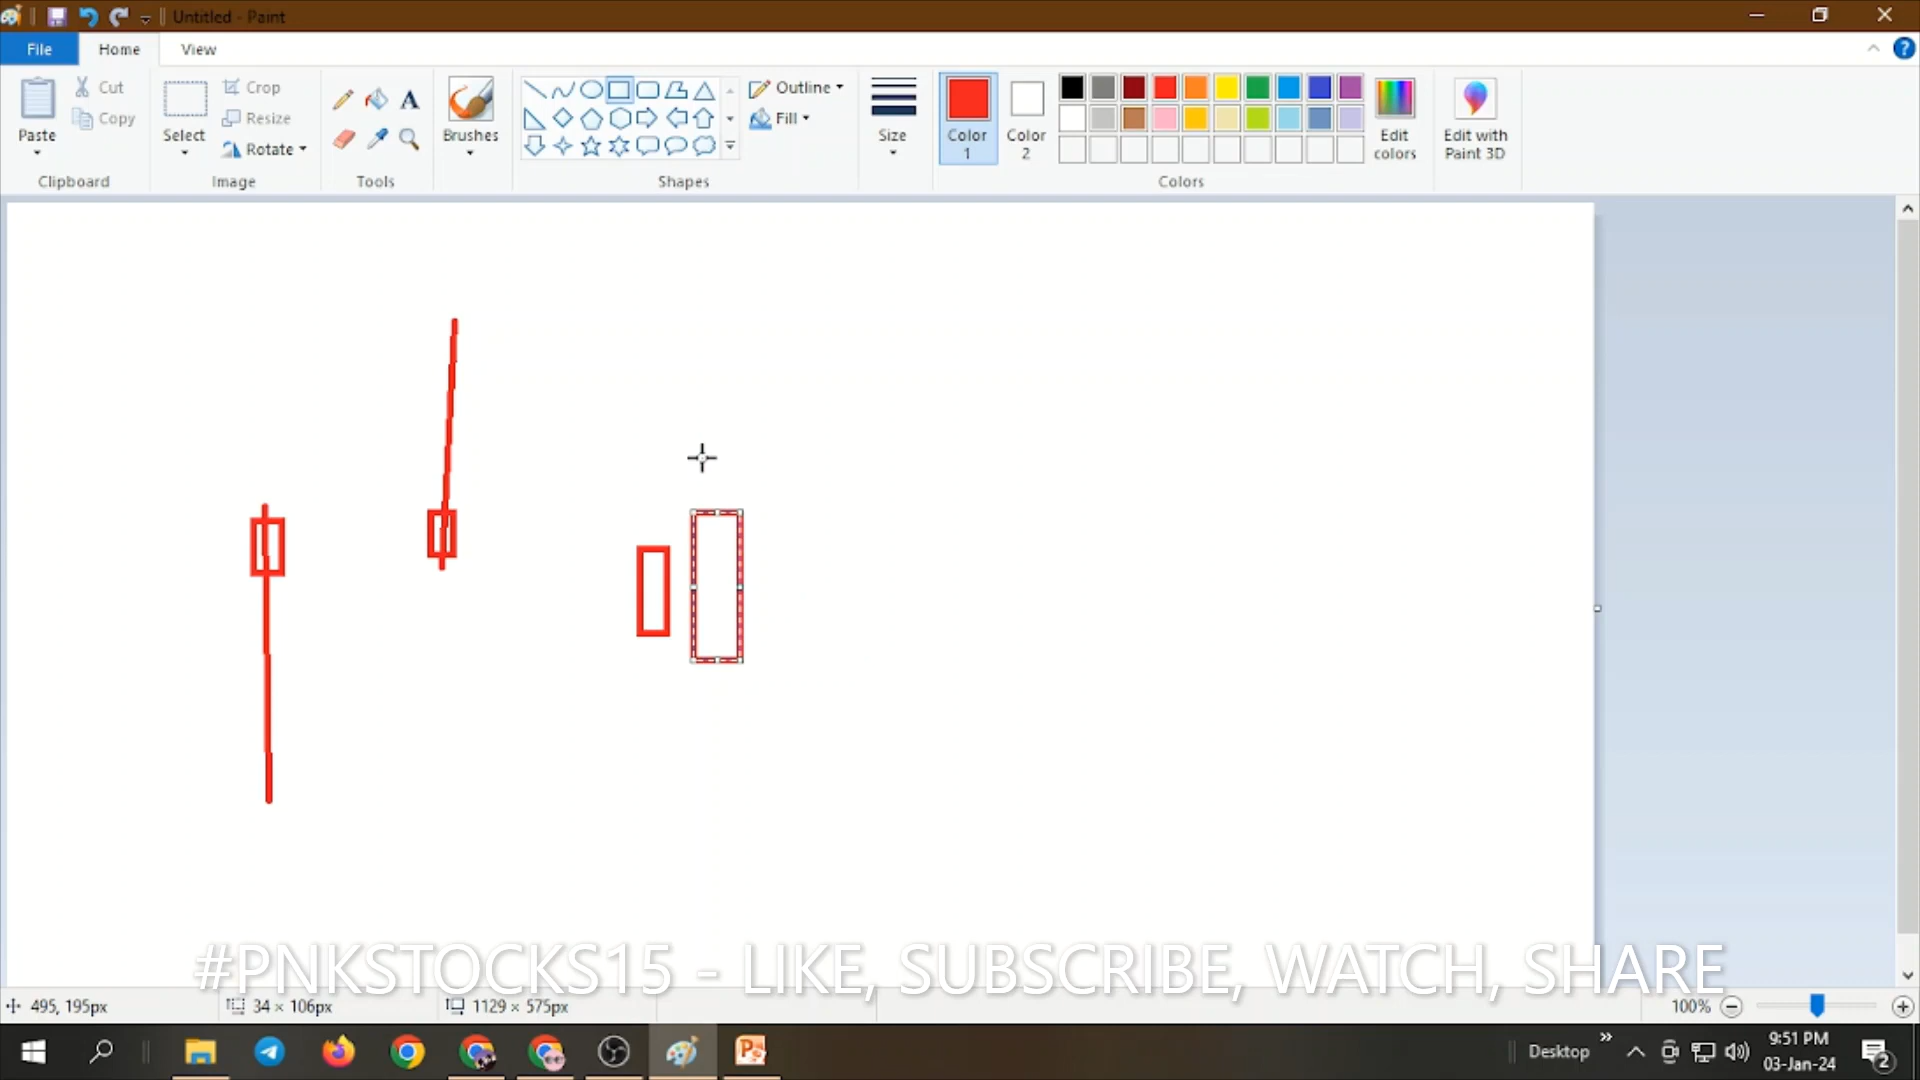 Untitled - Paint
File
Home
View
Paste
Cut
Copy
Clipboard
Select
Crop
Resize
Rotate
Image
Tools
Brushes
Outline
Fill
Shapes
Size
Color
1
Color
2
Edit
colors
Colors
Edit with
Paint 3D
#PNKSTOCKS15 - LIKE, SUBSCRIBE, WATCH, SHARE
495, 195px
34 × 106px
1129 × 575px
100%
Desktop
9:51 PM
03-Jan-24
2